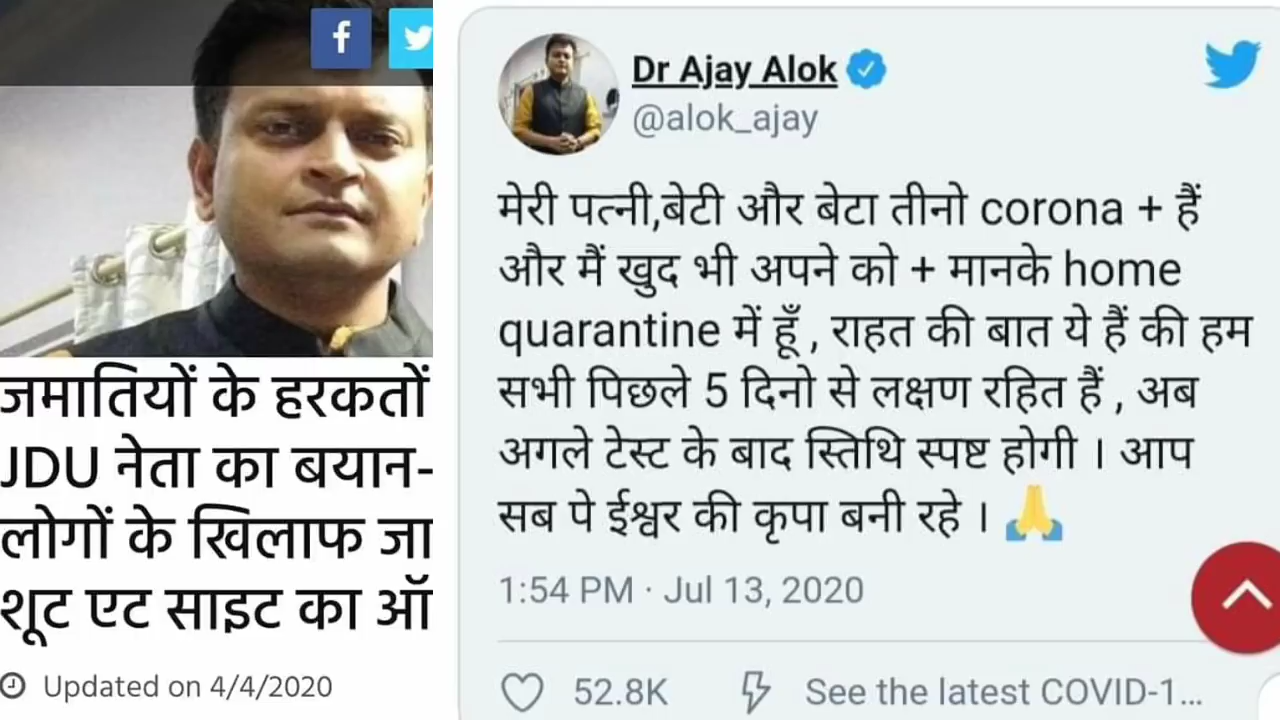 जमातियों के हरकतों
JDU नेता का बयान-
लोगों के खिलाफ जा
शूट एट साइट का ऑ
Updated on 4/4/2020
Dr Ajay Alok
@alok_ajay
मेरी पत्नी,बेटी और बेटा तीनो corona + हैं
और मैं खुद भी अपने को + मानके home
quarantine में हूँ , राहत की बात ये हैं की हम
सभी पिछले 5 दिनो से लक्षण रहित हैं , अब
अगले टेस्ट के बाद स्तिथि स्पष्ट होगी । आप
सब पे ईश्वर की कृपा बनी रहे । 🙏
1:54 PM · Jul 13, 2020
52.8K
See the latest COVID-1...